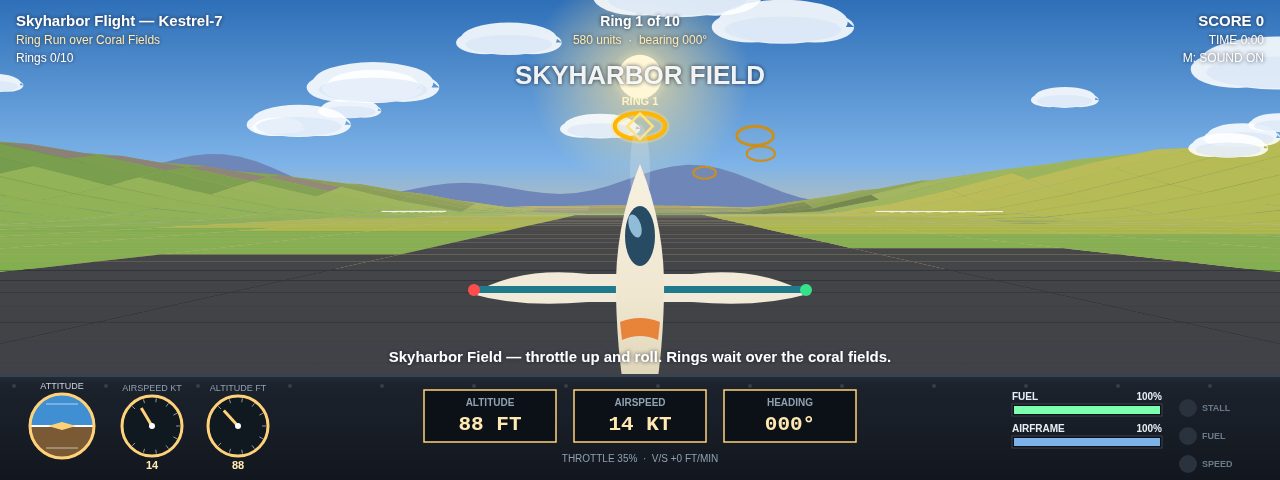 Skyharbor Flight — Kestrel-7
Ring Run over Coral Fields
Rings 0/10
Ring 1 of 10
580 units · bearing 000°
SCORE 0
TIME 0:00
M: SOUND ON
SKYHARBOR FIELD
RING 1
Skyharbor Field — throttle up and roll. Rings wait over the coral fields.
ATTITUDE
AIRSPEED KT
14
ALTITUDE FT
88
ALTITUDE
88 FT
AIRSPEED
14 KT
HEADING
000°
THROTTLE 35% · V/S +0 FT/MIN
FUEL 100%
AIRFRAME 100%
STALL
FUEL
SPEED